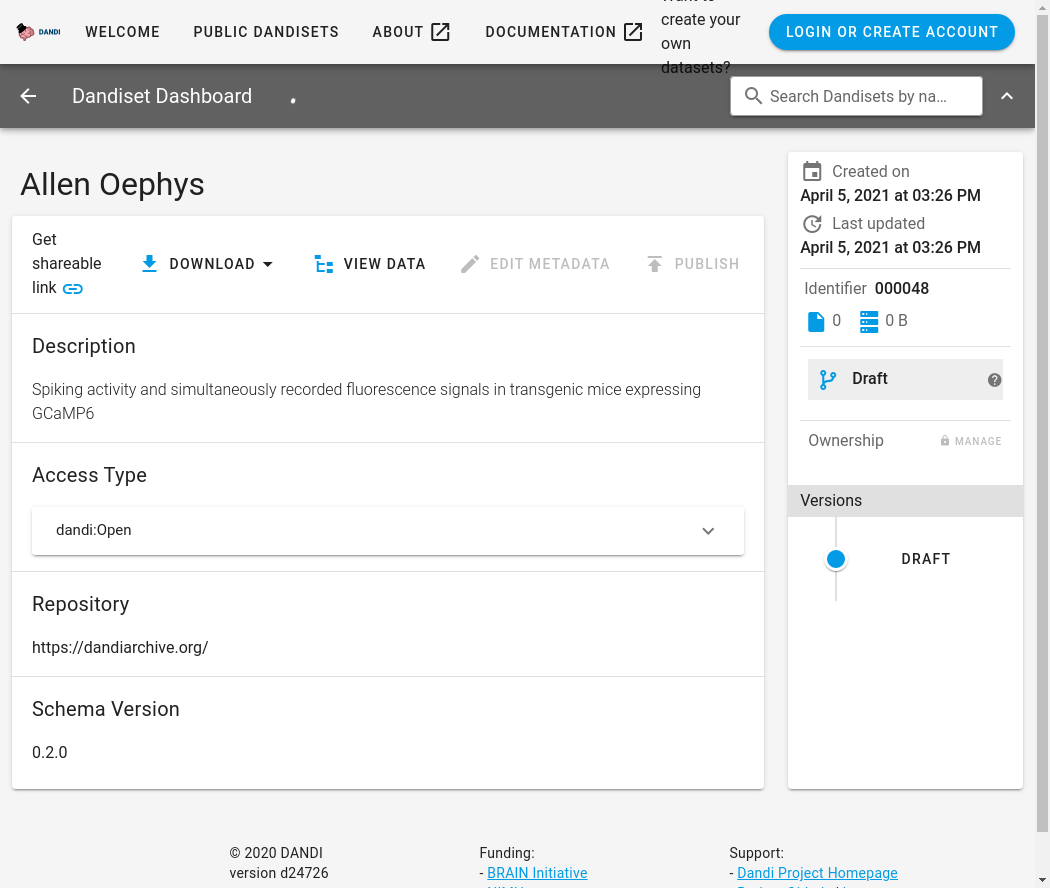 DANDI
WELCOME
PUBLIC DANDISETS
ABOUT
DOCUMENTATION
create your
own
datasets?
LOGIN OR CREATE ACCOUNT
Dandiset Dashboard
Search Dandisets by na...
Allen Oephys
Get
shareable
link
DOWNLOAD
VIEW DATA
EDIT METADATA
PUBLISH
Description
Spiking activity and simultaneously recorded fluorescence signals in transgenic mice expressing
GCaMP6
Access Type
dandi:Open
Repository
https://dandiarchive.org/
Schema Version
0.2.0
Created on
April 5, 2021 at 03:26 PM
Last updated
April 5, 2021 at 03:26 PM
Identifier 000048
0
0 B
Draft
Ownership
MANAGE
Versions
DRAFT
© 2020 DANDI
version d24726
Funding:
- BRAIN Initiative
Support:
- Dandi Project Homepage